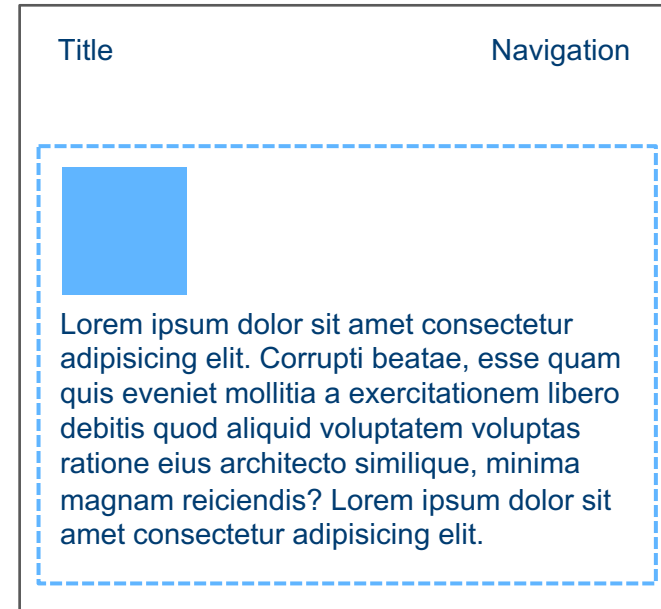 Title
Navigation
Lorem ipsum dolor sit amet consectetur
adipisicing elit. Corrupti beatae, esse quam
quis eveniet mollitia a exercitationem libero
debitis quod aliquid voluptatem voluptas
ratione eius architecto similique, minima
magnam reiciendis? Lorem ipsum dolor sit
amet consectetur adipisicing elit.